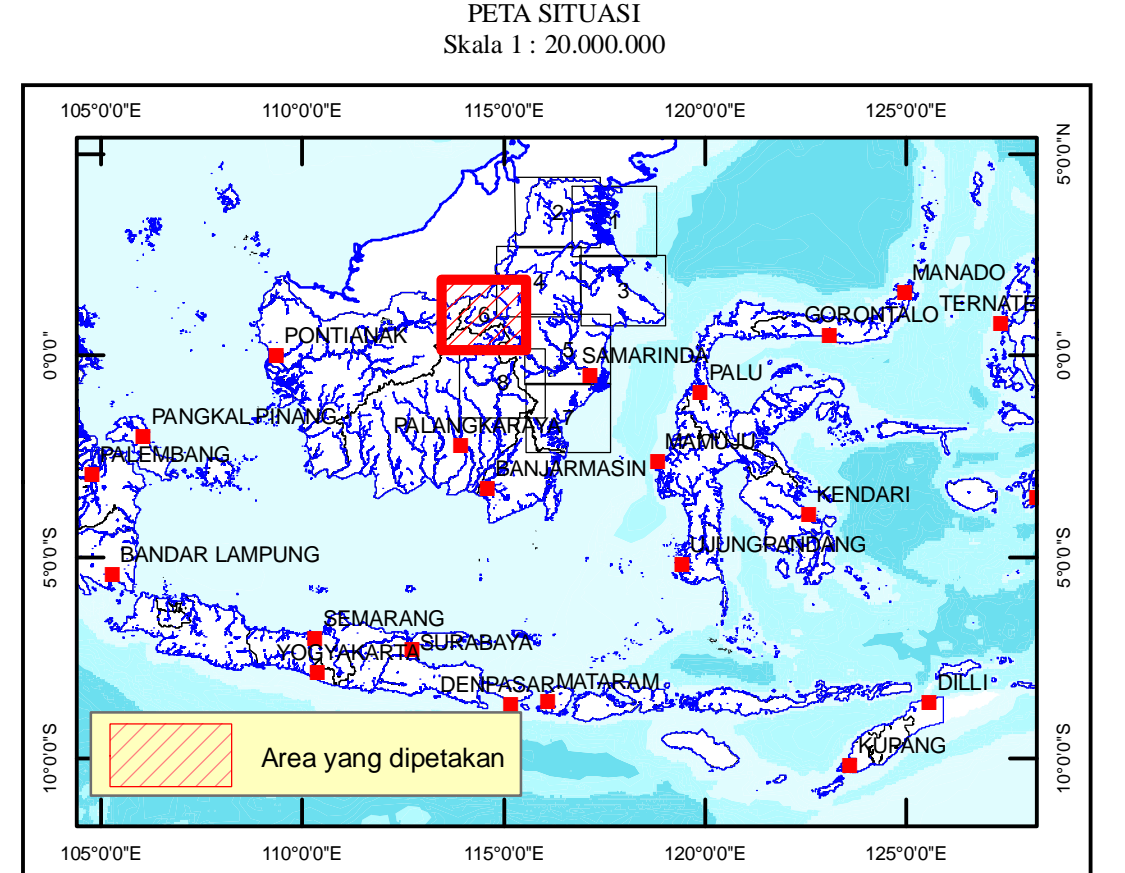 PETA SITUASI
Skala 1 : 20.000.000
105°0'0"E 110°0'0"E 115°0'0"E 120°0'0"E 125°0'0"E
5°0'0"N
2
1
4
3
MANADO
TERNATE
6
GORONTALO
PONTIANAK
0°0'0"
0°0'0"
5
SAMARINDA
8
PALU
PANGKAL PINANG
PALANGKARAYA
7
PALEMBANG
MAMUJU
BANJARMASIN
KENDARI
5°0'0"S
BANDAR LAMPUNG
UJUNGPANDANG
5°0'0"S
SEMARANG
YOGYAKARTA
SURABAYA
DENPASAR
MATARAM
DILLI
KUPANG
10°0'0"S
Area yang dipetakan
10°0'0"S
105°0'0"E 110°0'0"E 115°0'0"E 120°0'0"E 125°0'0"E